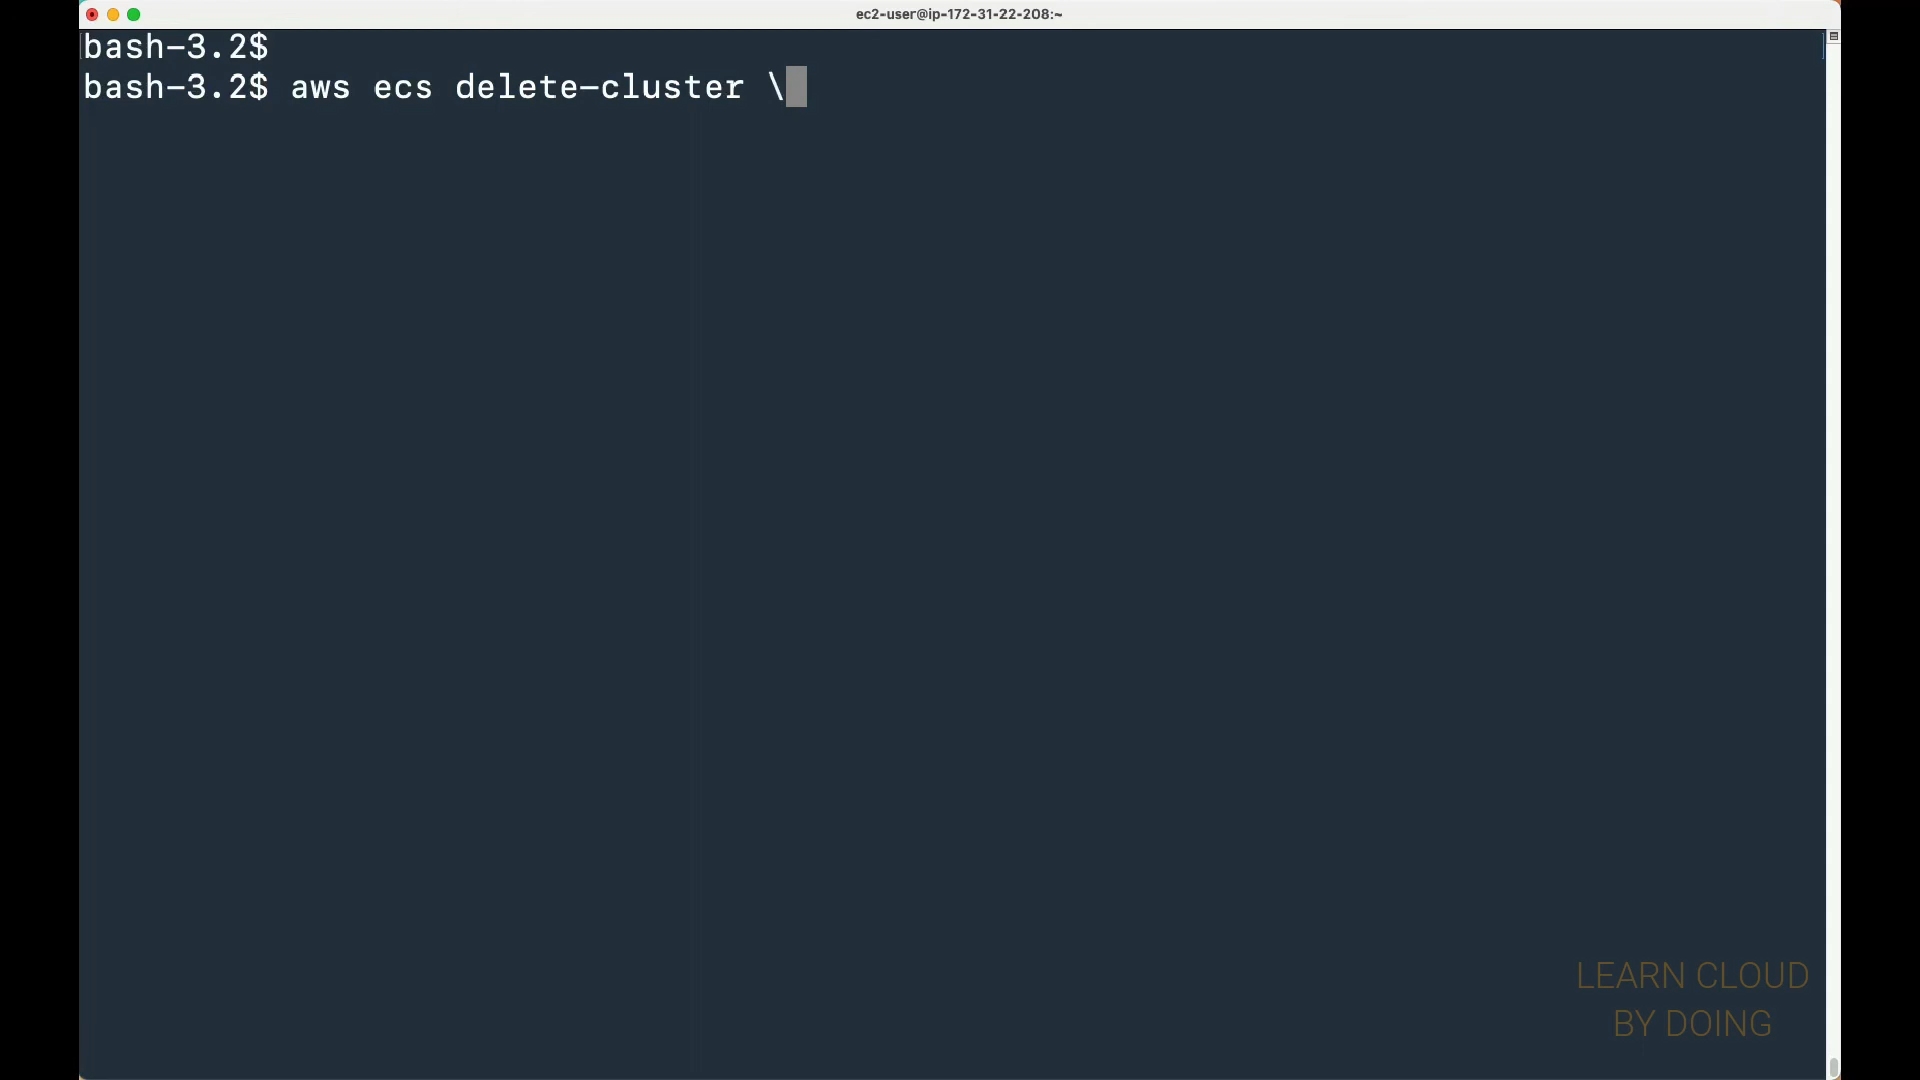 ec2-user@ip-172-31-22-208:~
bash-3.2$
bash-3.2$ aws ecs delete-cluster \
LEARN CLOUD
BY DOING